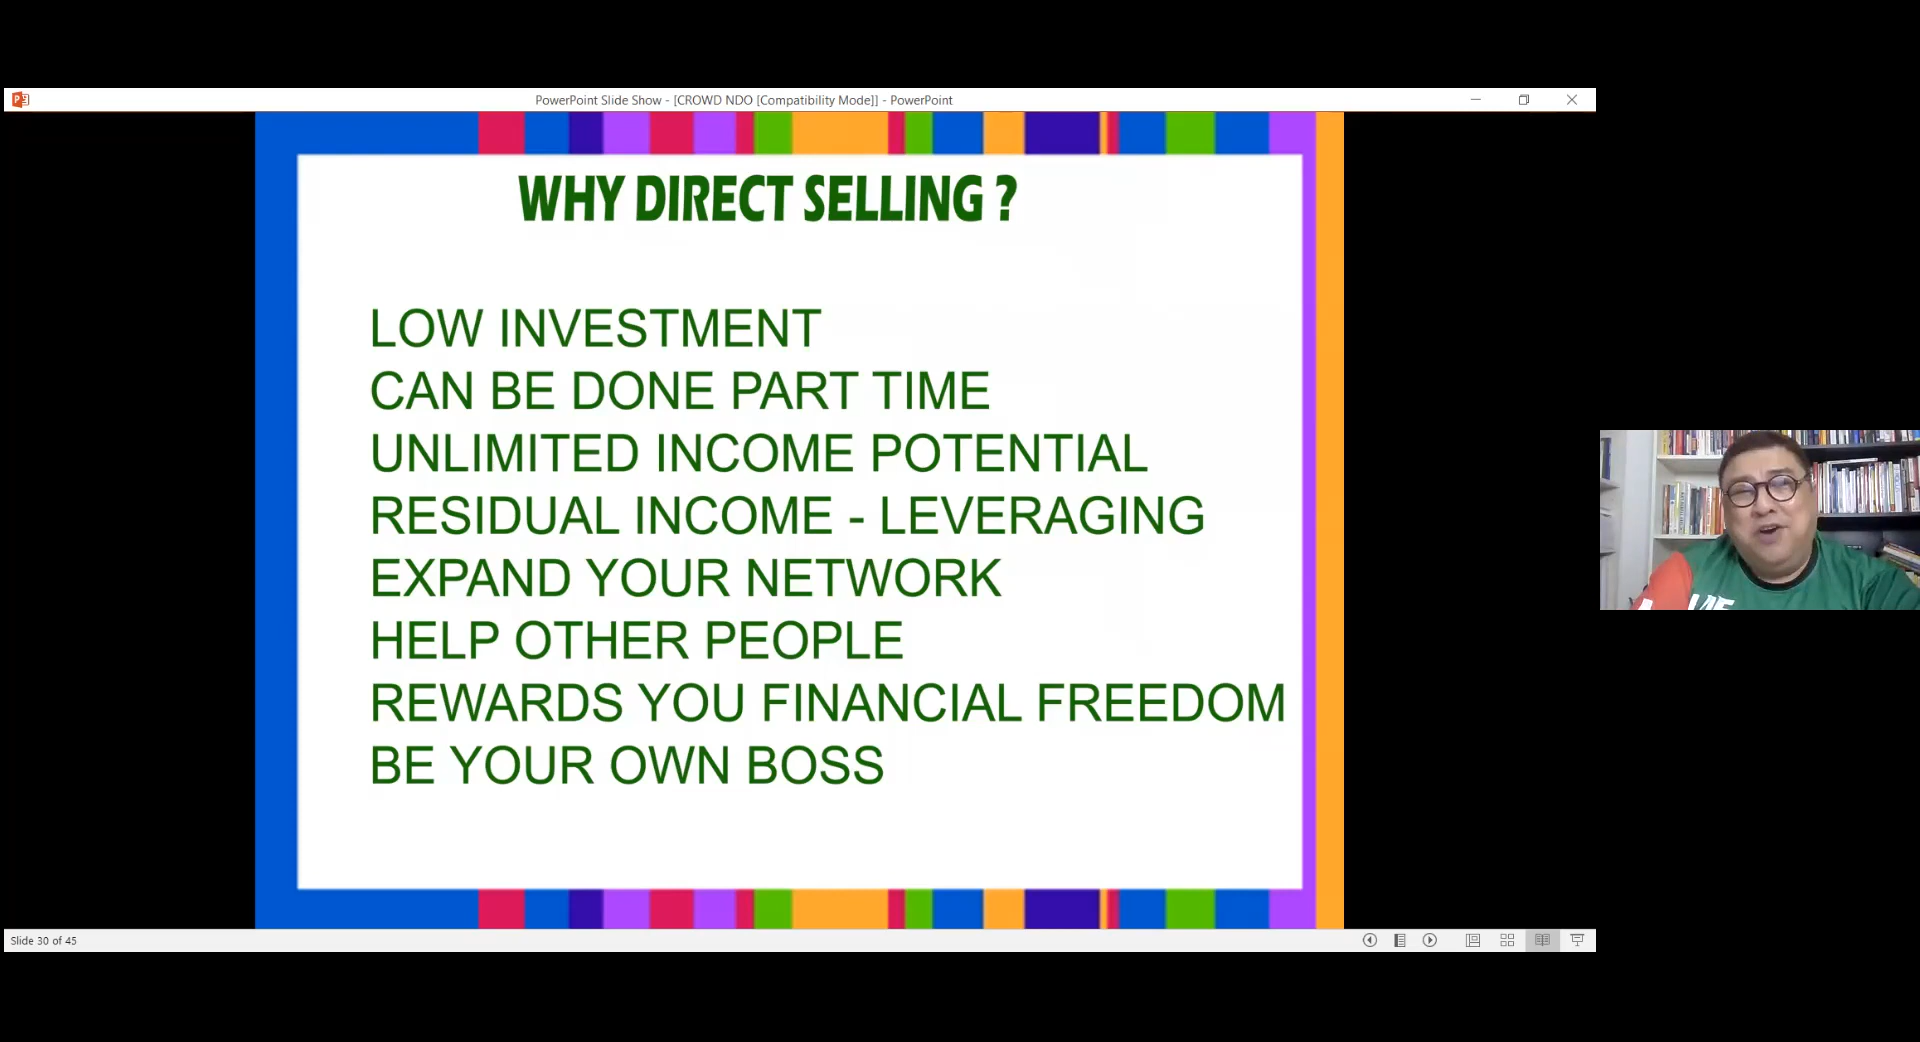 PowerPoint Slide Show - [CROWD NDO [Compatibility Mode]] - PowerPoint
WHY DIRECT SELLING ?
LOW INVESTMENT
CAN BE DONE PART TIME
UNLIMITED INCOME POTENTIAL
RESIDUAL INCOME - LEVERAGING
EXPAND YOUR NETWORK
HELP OTHER PEOPLE
REWARDS YOU FINANCIAL FREEDOM
BE YOUR OWN BOSS
Slide 30 of 45